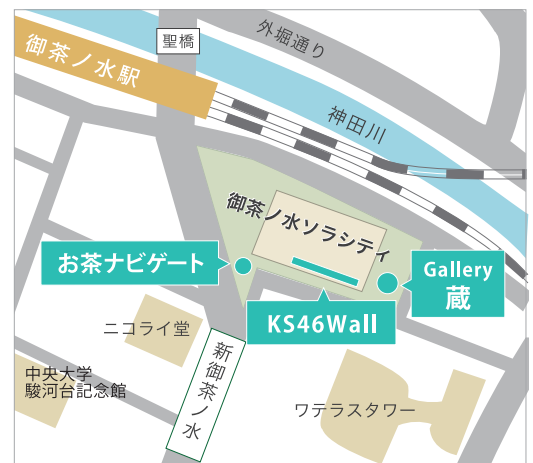 聖橋
外堀通り
御茶ノ水駅
神田川
御茶ノ水ソラシティ
お茶ナビゲート
Gallery
蔵
KS46Wall
ニコライ堂
新御茶ノ水
中央大学
駿河台記念館
ワテラスタワー